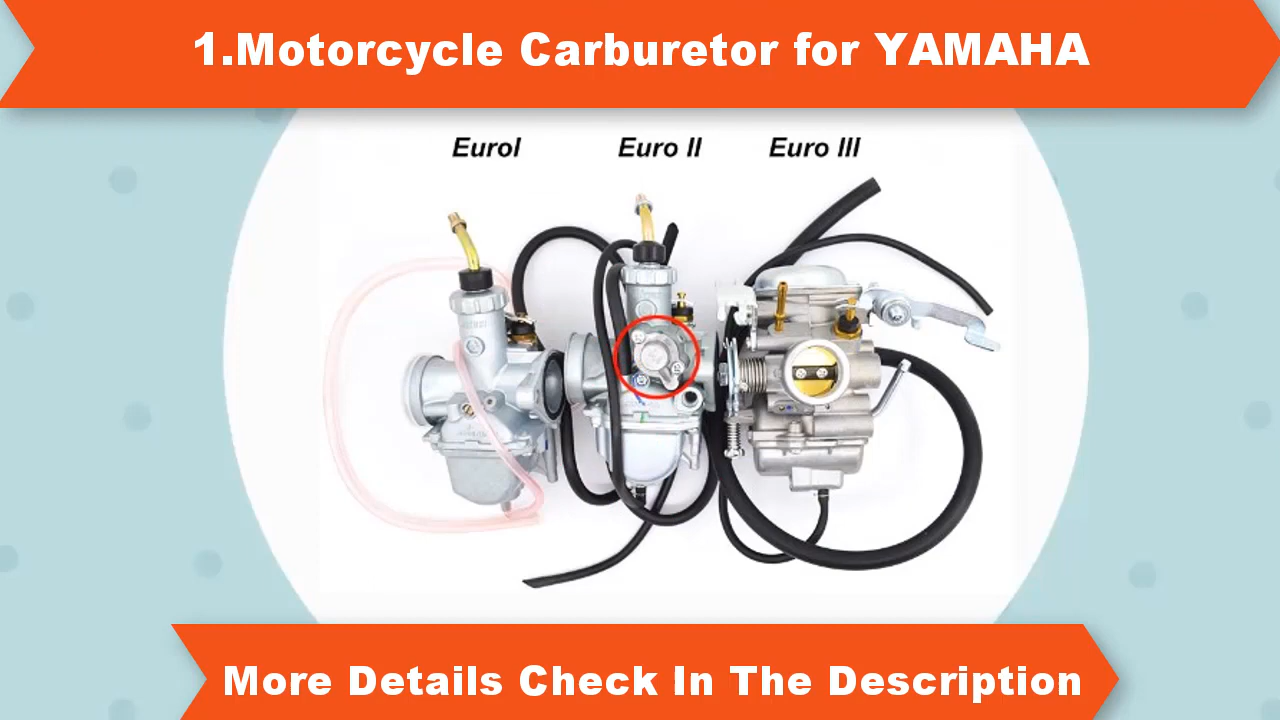 1.Motorcycle Carburetor for YAMAHA
EuroI Euro II Euro III
More Details Check In The Description